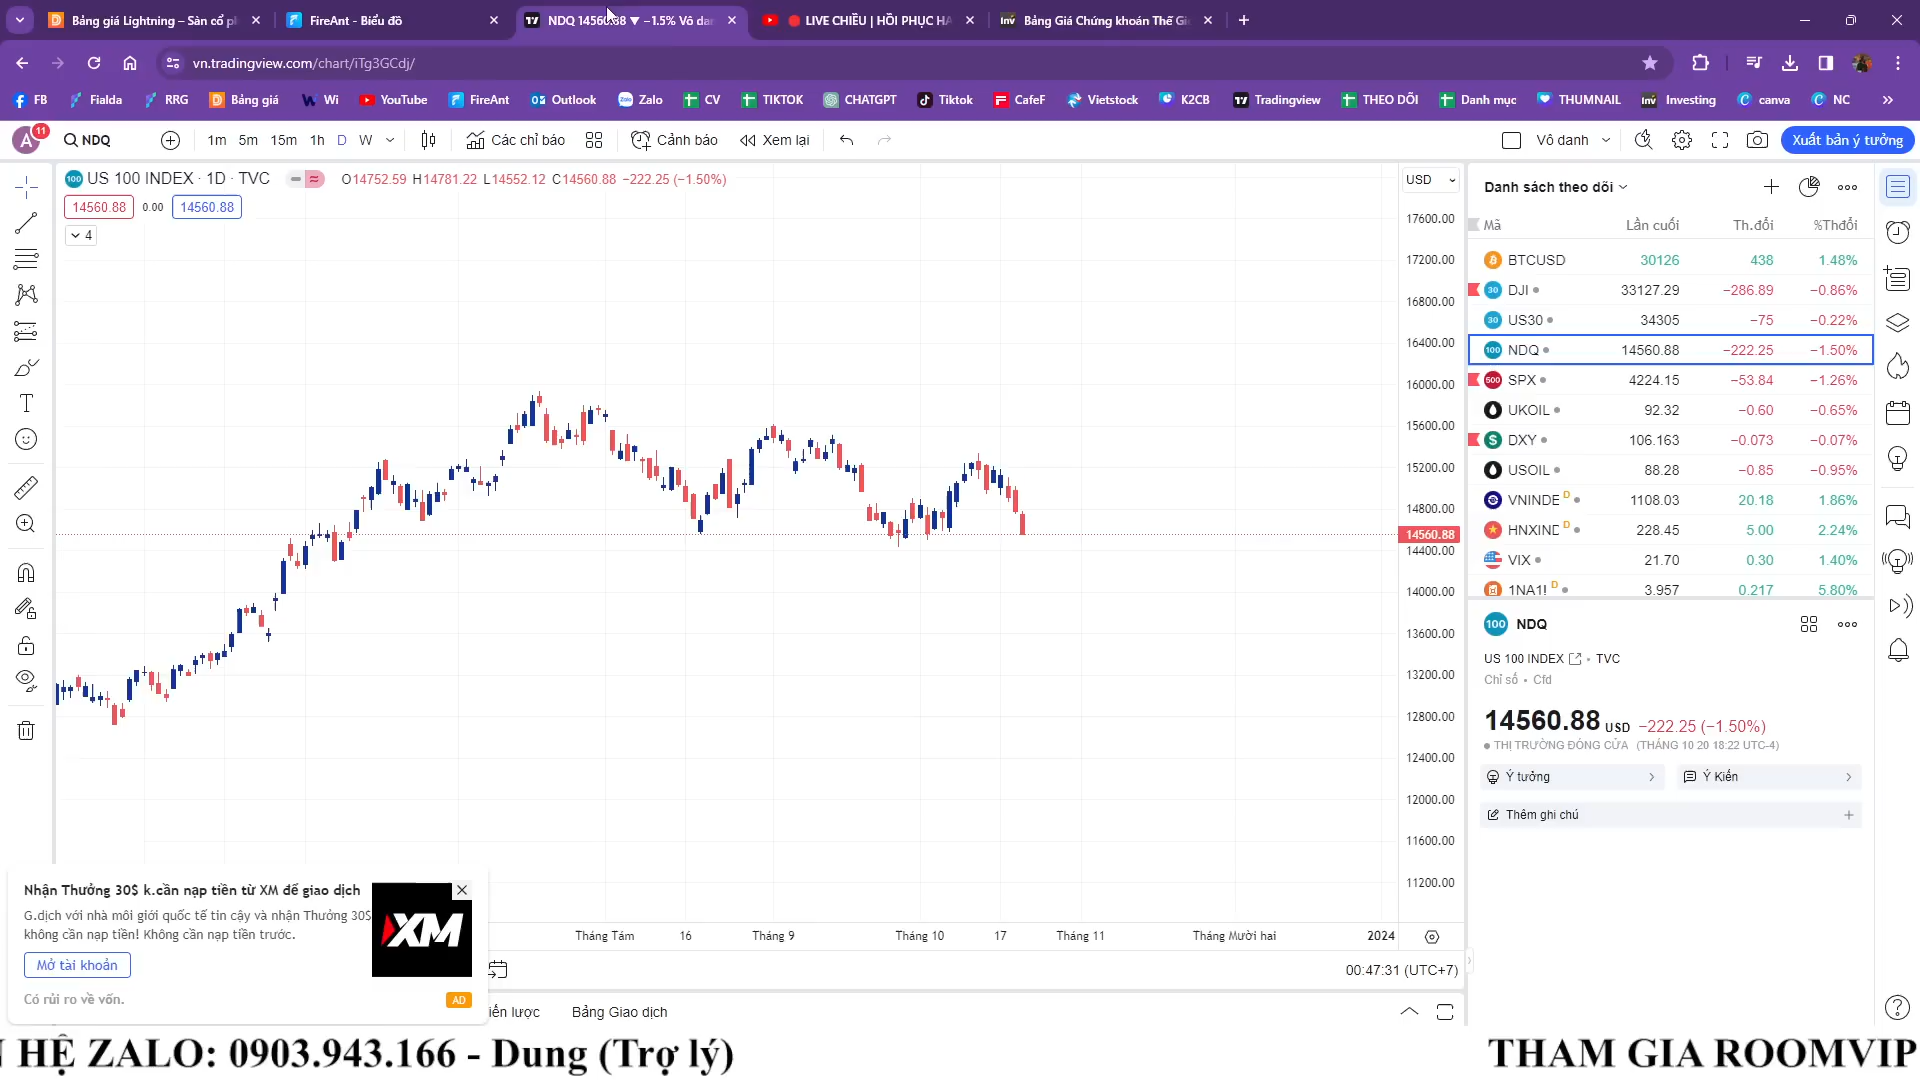 Bảng giá Lightning – Sàn cổ ph
FireAnt - Biểu đồ
NDQ 14560.88 ▼ −1.5% Vô dan
LIVE CHIỀU | HỒI PHỤC HA
Bảng Giá Chứng khoán Thế Gi
vn.tradingview.com/chart/iTg3GCdj/
FB Fialda RRG Bảng giá Wi YouTube FireAnt Outlook Zalo CV TIKTOK CHATGPT Tiktok CafeF Vietstock K2CB Tradingview THEO DÕI Danh mục THUMNAIL Investing canva NC
A 11 NDQ 1m 5m 15m 1h D W Các chỉ báo Cảnh báo Xem lại Vô danh Xuất bản ý tưởng
US 100 INDEX · 1D · TVC O14752.59 H14781.22 L14552.12 C14560.88 −222.25 (−1.50%)
14560.88 0.00 14560.88
4
USD
17600.00
17200.00
16800.00
16400.00
16000.00
15600.00
15200.00
14800.00
14560.88
14400.00
14000.00
13600.00
13200.00
12800.00
12400.00
12000.00
11600.00
11200.00
Tháng Tám 16 Tháng 9 Tháng 10 17 Tháng 11 Tháng Mười hai 2024
00:47:31 (UTC+7)
Danh sách theo dõi
Mã Lần cuối Th.đổi %Thđổi
BTCUSD 30126 438 1.48%
30 DJI 33127.29 −286.89 −0.86%
30 US30 34305 −75 −0.22%
100 NDQ 14560.88 −222.25 −1.50%
500 SPX 4224.15 −53.84 −1.26%
UKOIL 92.32 −0.60 −0.65%
DXY 106.163 −0.073 −0.07%
USOIL 88.28 −0.85 −0.95%
VNINDE D 1108.03 20.18 1.86%
HNXINE D 228.45 5.00 2.24%
VIX 21.70 0.30 1.40%
1NA1! D 3.957 0.217 5.80%
100 NDQ
US 100 INDEX • TVC
Chỉ số • Cfd
14560.88 USD −222.25 (−1.50%)
THỊ TRƯỜNG ĐÓNG CỬA (THÁNG 10 20 18:22 UTC-4)
Ý tưởng
Ý Kiến
Thêm ghi chú
Nhận Thưởng 30$ k.cần nạp tiền từ XM để giao dịch
G.dịch với nhà môi giới quốc tế tin cậy và nhận Thưởng 30$
không cần nạp tiền! Không cần nạp tiền trước.
Mở tài khoản
Có rủi ro về vốn.
XM
AD
iến lược Bảng Giao dịch
N HỆ ZALO: 0903.943.166 - Dung (Trợ lý)
THAM GIA ROOMVIP